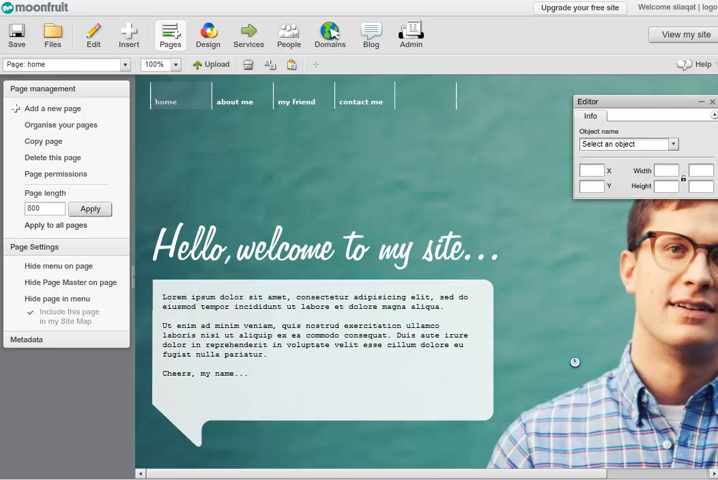 moonfruit
Upgrade your free site
Welcome sliaqat | logo
Save
Files
Edit
Insert
Pages
Design
Services
People
Domains
Blog
Admin
View my site
Page: home
100%
Upload
Help
Page management
Add a new page
Organise your pages
Copy page
Delete this page
Page permissions
Page length
800
Apply
Apply to all pages
Page Settings
Hide menu on page
Hide Page Master on page
Hide page in menu
Include this page
in my Site Map
Metadata
home
about me
my friend
contact me
Hello, welcome to my site...
Lorem ipsum dolor sit amet, consectetur adipisicing elit, sed do
eiusmod tempor incididunt ut labore et dolore magna aliqua.
Ut enim ad minim veniam, quis nostrud exercitation ullamco
laboris nisi ut aliquip ex ea commodo consequat. Duis aute irure
dolor in reprehenderit in voluptate velit esse cillum dolore eu
fugiat nulla pariatur.
Cheers, my name...
Editor
Info
Object name
Select an object
X
Width
Y
Height